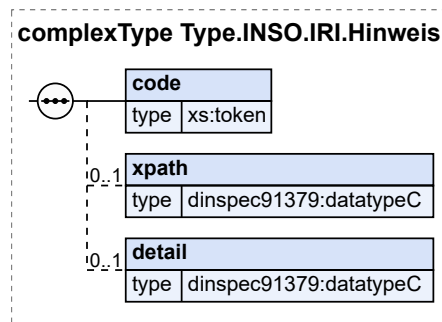 complexType Type.INSO.IRI.Hinweis
code
type xs:token
0..1 xpath
type dinspec91379:datatypeC
0..1 detail
type dinspec91379:datatypeC